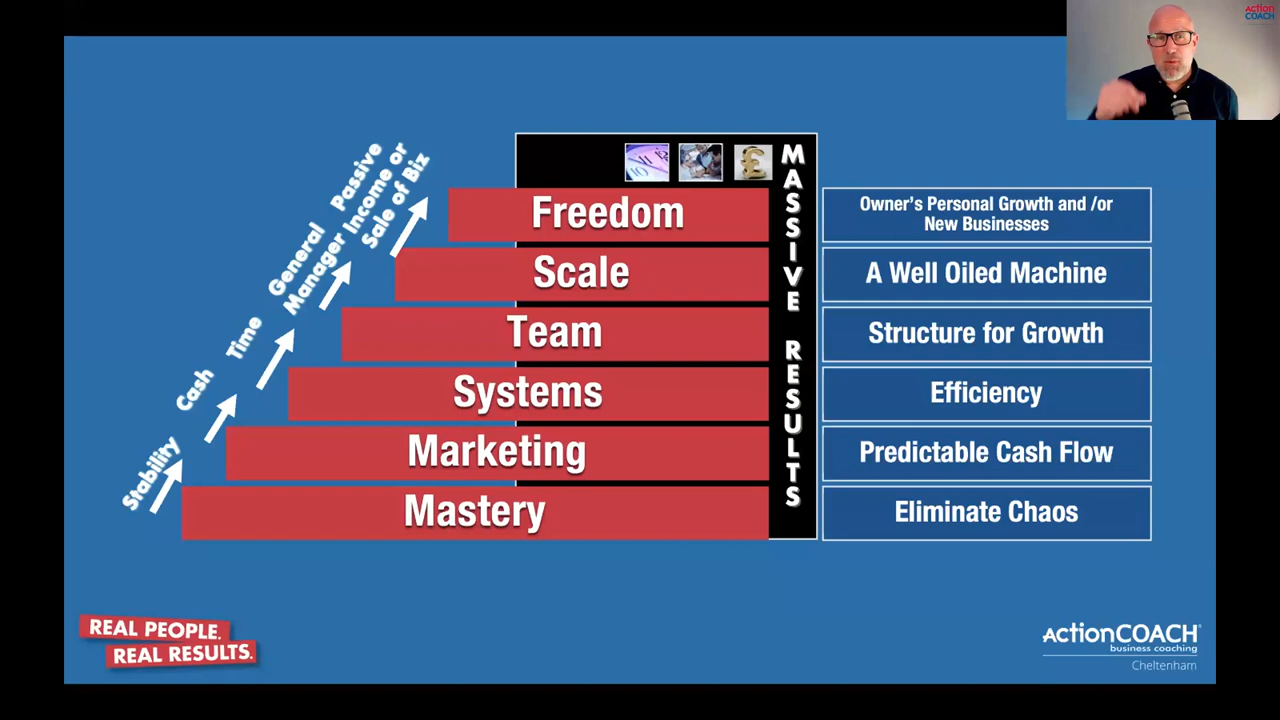 Action
COACH
Stability
Cash
Time
General
Manager
Passive
Income or
Sale of Biz
MASSIVE RESULTS
Freedom
Owner's Personal Growth and /or
New Businesses
Scale
A Well Oiled Machine
Team
Structure for Growth
Systems
Efficiency
Marketing
Predictable Cash Flow
Mastery
Eliminate Chaos
REAL PEOPLE.
REAL RESULTS.
ActionCOACH®
business coaching
Cheltenham